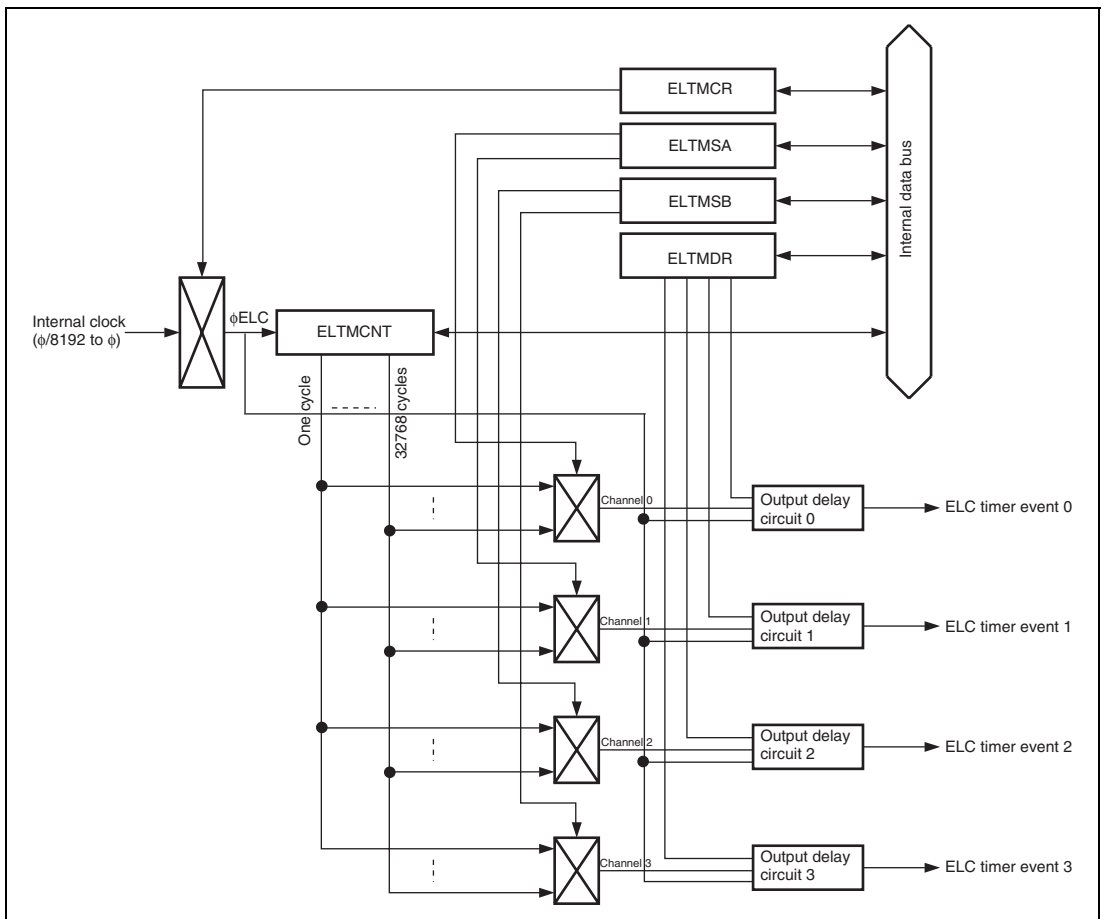 ELTMCR
ELTMSA
ELTMSB
ELTMDR
Internal data bus
Internal clock
(ϕ/8192 to ϕ)
ϕELC
ELTMCNT
One cycle
32768 cycles
Channel 0
Output delay
circuit 0
ELC timer event 0
Channel 1
Output delay
circuit 1
ELC timer event 1
Channel 2
Output delay
circuit 2
ELC timer event 2
Channel 3
Output delay
circuit 3
ELC timer event 3